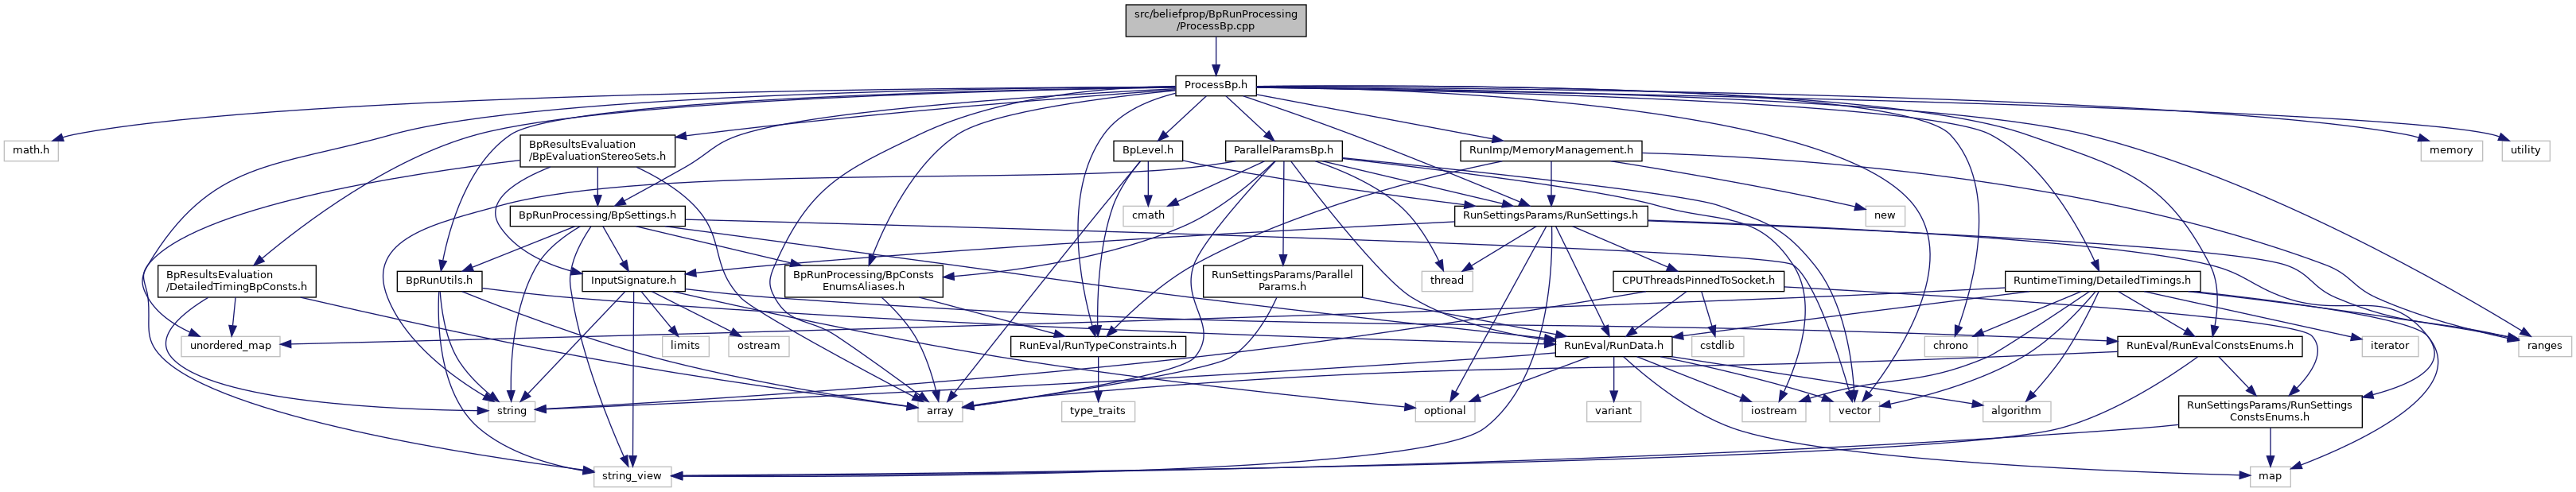 src/beliefprop/BpRunProcessing
/ProcessBp.cpp
ProcessBp.h
math.h
BpResultsEvaluation
/BpEvaluationStereoSets.h
BpLevel.h
ParallelParamsBp.h
RunImp/MemoryManagement.h
memory
utility
BpRunProcessing/BpSettings.h
cmath
RunSettingsParams/RunSettings.h
new
BpResultsEvaluation
/DetailedTimingBpConsts.h
BpRunUtils.h
InputSignature.h
BpRunProcessing/BpConsts
EnumsAliases.h
RunSettingsParams/Parallel
Params.h
thread
CPUThreadsPinnedToSocket.h
RuntimeTiming/DetailedTimings.h
unordered_map
limits
ostream
RunEval/RunTypeConstraints.h
RunEval/RunData.h
cstdlib
chrono
RunEval/RunEvalConstsEnums.h
iterator
ranges
string
array
type_traits
optional
variant
iostream
vector
algorithm
RunSettingsParams/RunSettings
ConstsEnums.h
string_view
map